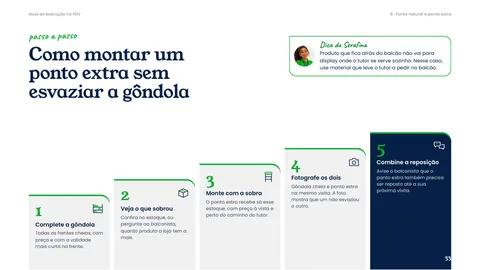 Guia de execução no PDV
9 · Ponto natural e ponto extra
passo a passo
Como montar um
ponto extra sem
esvaziar a gôndola
Dica da Serafina
Produto que fica atrás do balcão não vai para
display onde o tutor se serve sozinho. Nesse caso,
use material que leve o tutor a pedir no balcão.
1
Complete a gôndola
Todas as frentes cheias, com
preço e com a validade
mais curta na frente.
2
Veja o que sobrou
Confira no estoque, ou
pergunte ao balconista,
quanto produto a loja tem a
mais.
3
Monte com a sobra
O ponto extra recebe só esse
estoque, com preço à vista e
perto do caminho do tutor.
4
Fotografe os dois
Gôndola cheia e ponto extra
na mesma visita. A foto
mostra que um não esvaziou
o outro.
5
Combine a reposição
Avise o balconista que o
ponto extra também precisa
ser reposto até a sua
próxima visita.